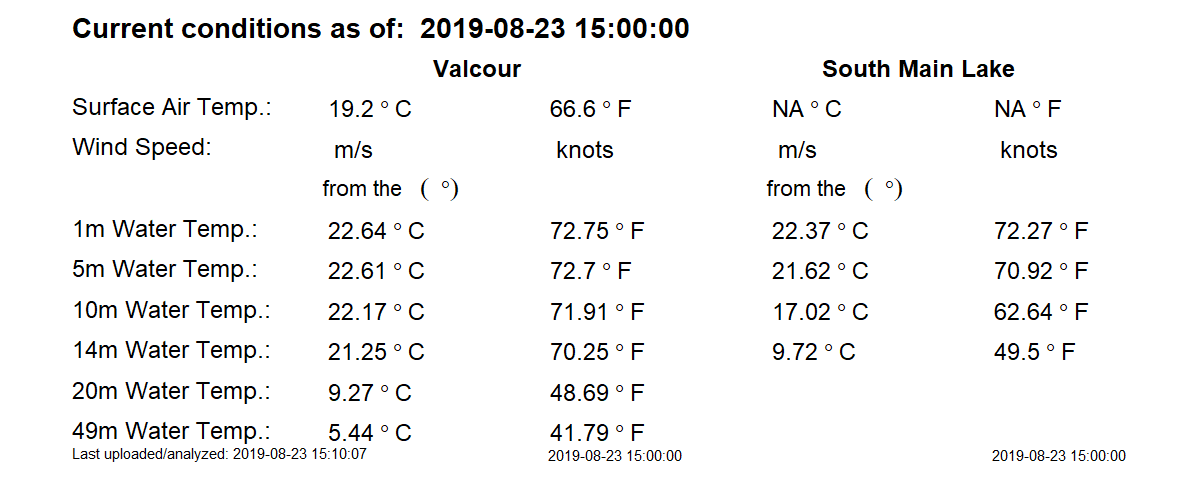 Current conditions as of: 2019-08-23 15:00:00
Valcour South Main Lake
Surface Air Temp.: 19.2 ° C 66.6 ° F NA ° C NA ° F
Wind Speed: m/s knots m/s knots
from the ( °) from the ( °)
1m Water Temp.: 22.64 ° C 72.75 ° F 22.37 ° C 72.27 ° F
5m Water Temp.: 22.61 ° C 72.7 ° F 21.62 ° C 70.92 ° F
10m Water Temp.: 22.17 ° C 71.91 ° F 17.02 ° C 62.64 ° F
14m Water Temp.: 21.25 ° C 70.25 ° F 9.72 ° C 49.5 ° F
20m Water Temp.: 9.27 ° C 48.69 ° F
49m Water Temp.: 5.44 ° C 41.79 ° F
Last uploaded/analyzed: 2019-08-23 15:10:07 2019-08-23 15:00:00 2019-08-23 15:00:00